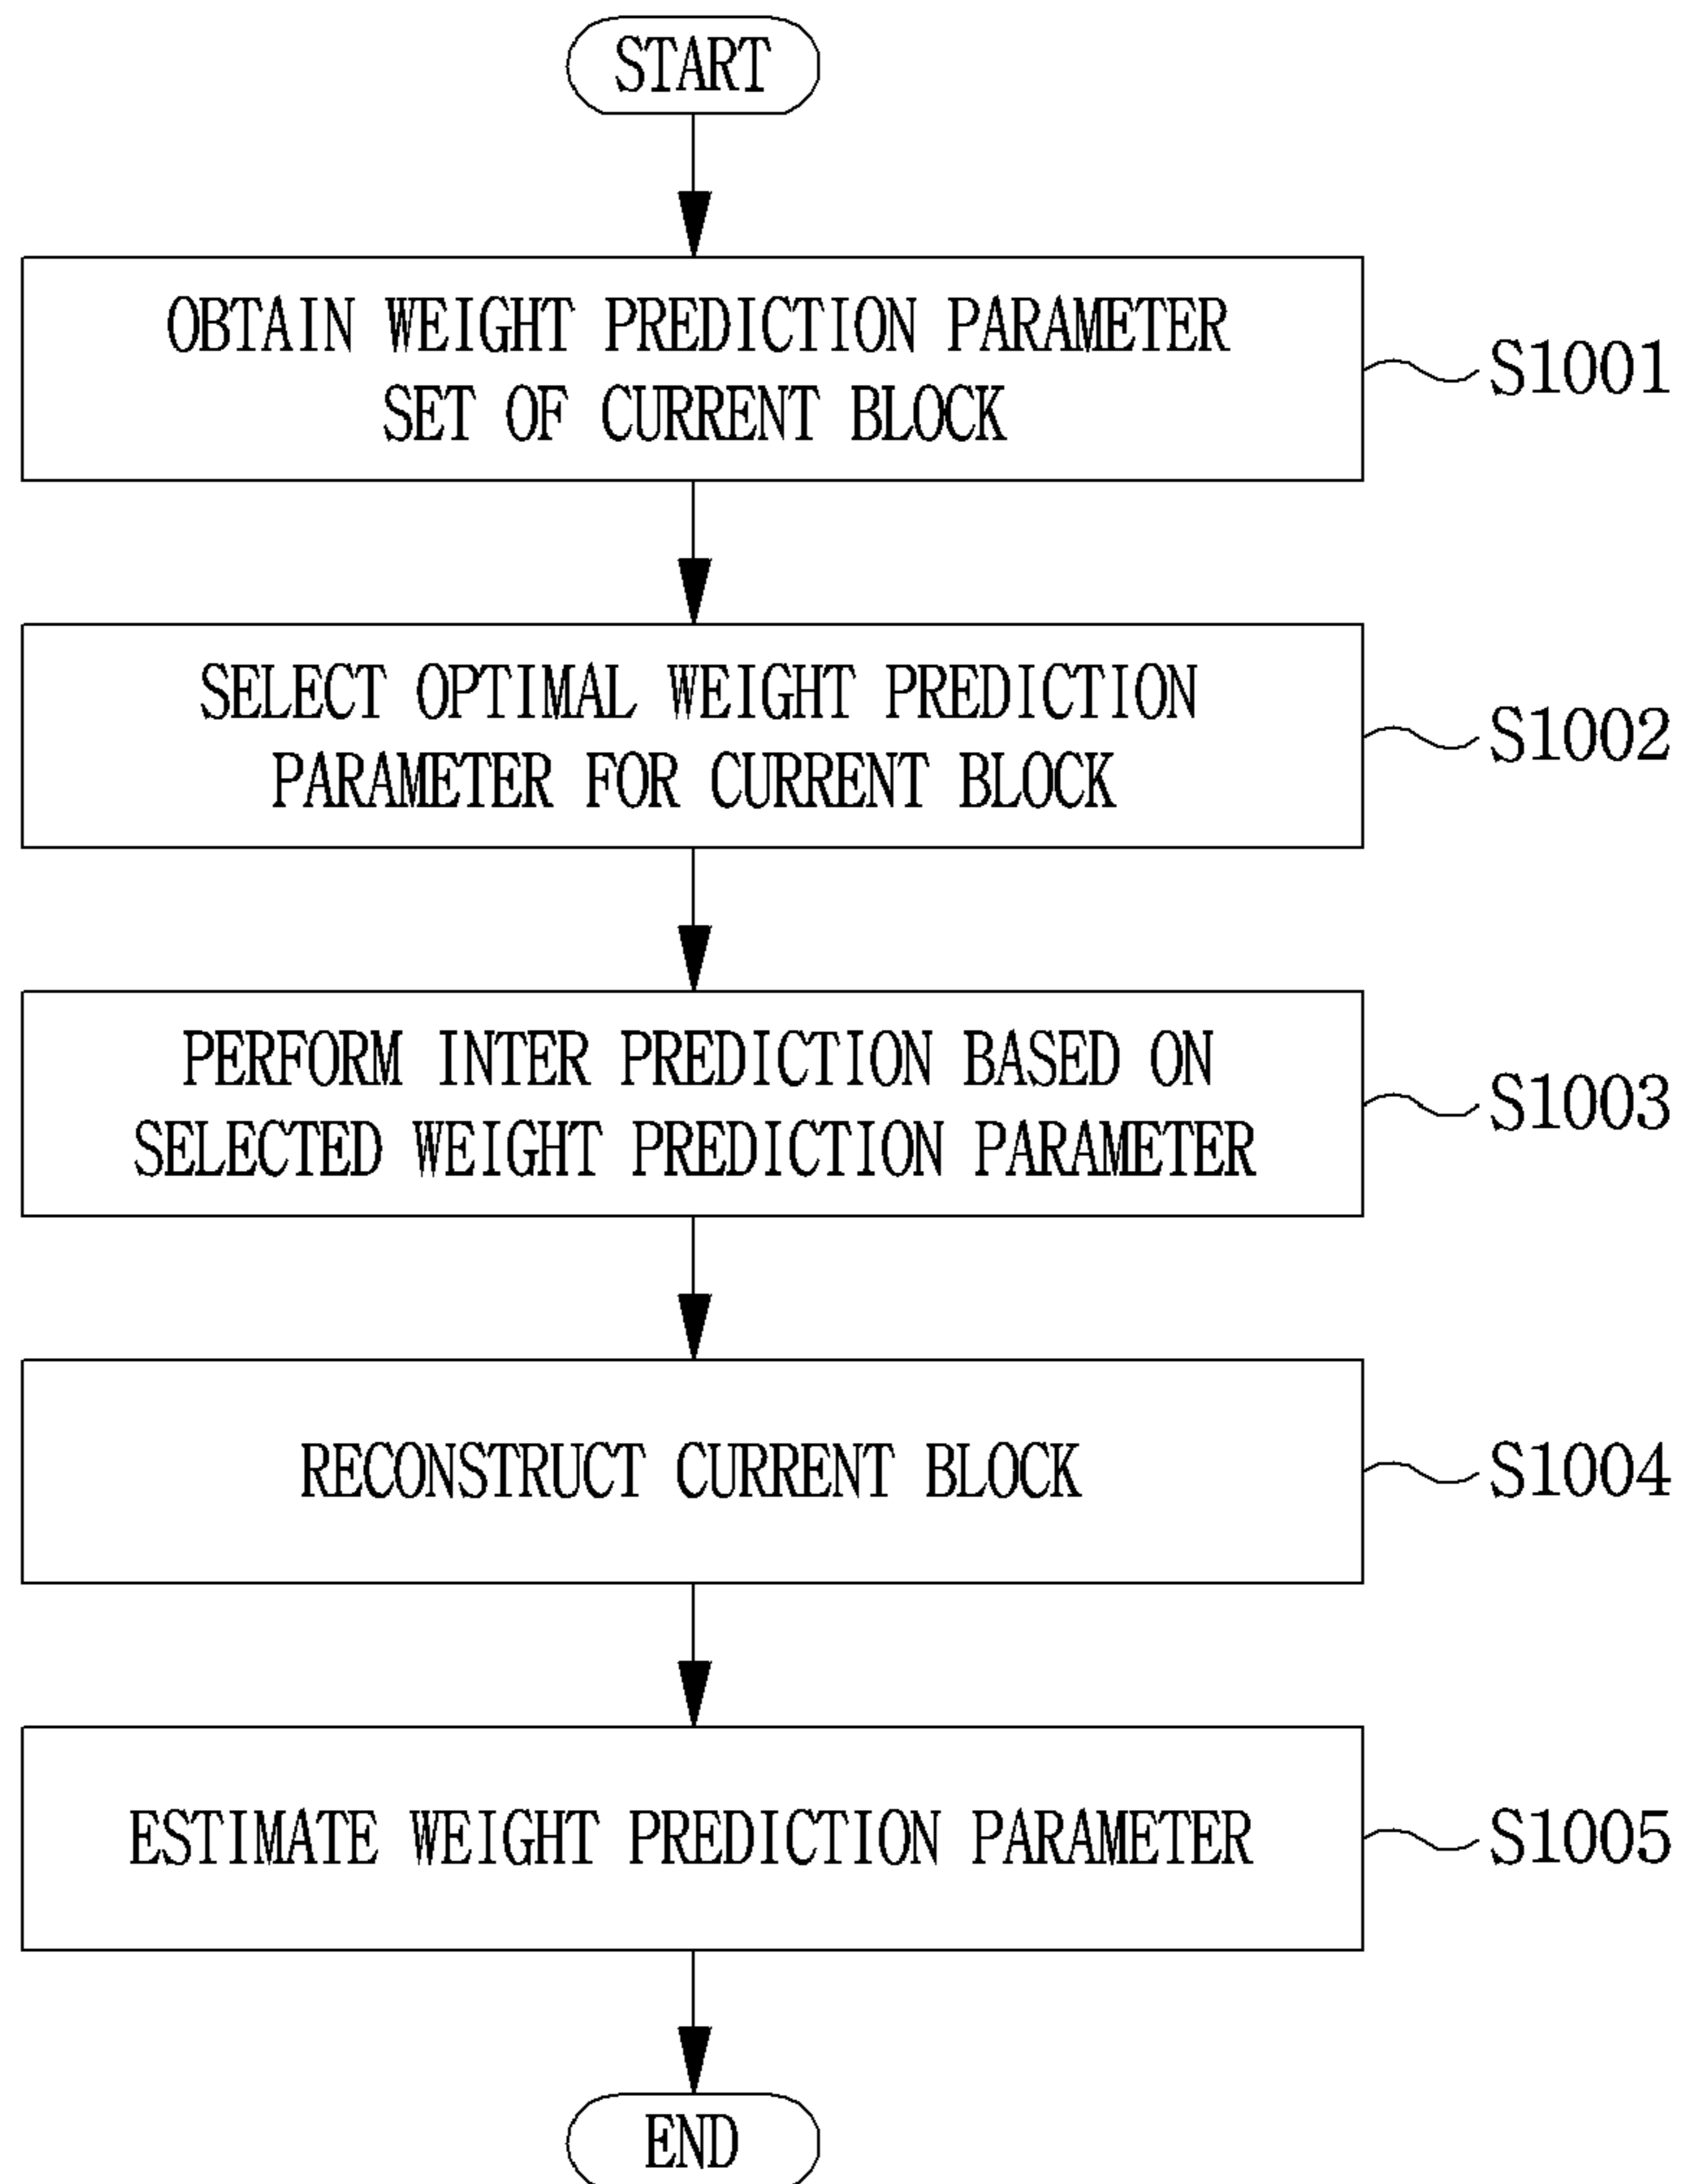 START
OBTAIN WEIGHT PREDICTION PARAMETER
SET OF CURRENT BLOCK
S1001
SELECT OPTIMAL WEIGHT PREDICTION
PARAMETER FOR CURRENT BLOCK
S1002
PERFORM INTER PREDICTION BASED ON
SELECTED WEIGHT PREDICTION PARAMETER
S1003
RECONSTRUCT CURRENT BLOCK
S1004
ESTIMATE WEIGHT PREDICTION PARAMETER
S1005
END